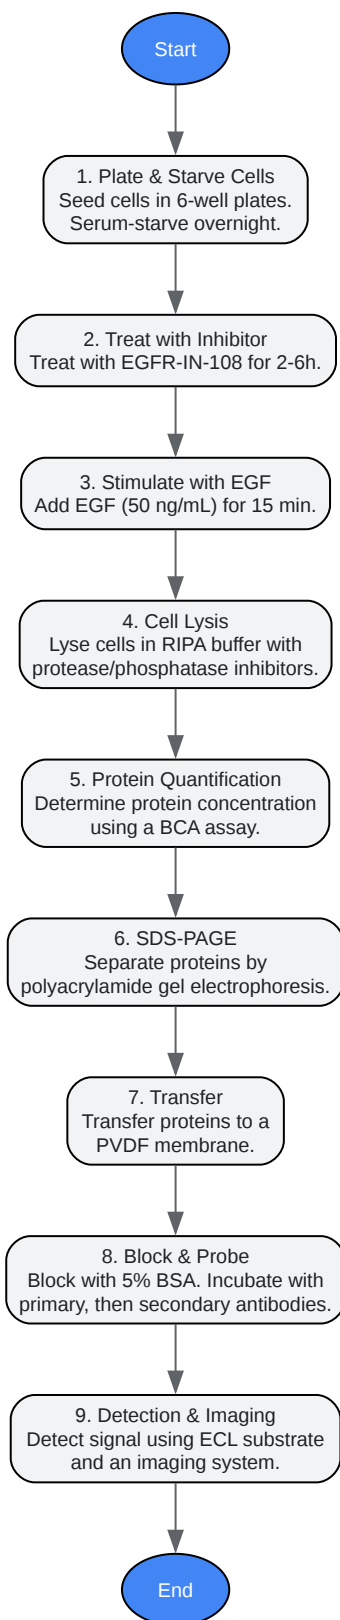 Start
1. Plate & Starve Cells
Seed cells in 6-well plates.
Serum-starve overnight.
2. Treat with Inhibitor
Treat with EGFR-IN-108 for 2-6h.
3. Stimulate with EGF
Add EGF (50 ng/mL) for 15 min.
4. Cell Lysis
Lyse cells in RIPA buffer with
protease/phosphatase inhibitors.
5. Protein Quantification
Determine protein concentration
using a BCA assay.
6. SDS-PAGE
Separate proteins by
polyacrylamide gel electrophoresis.
7. Transfer
Transfer proteins to a
PVDF membrane.
8. Block & Probe
Block with 5% BSA. Incubate with
primary, then secondary antibodies.
9. Detection & Imaging
Detect signal using ECL substrate
and an imaging system.
End